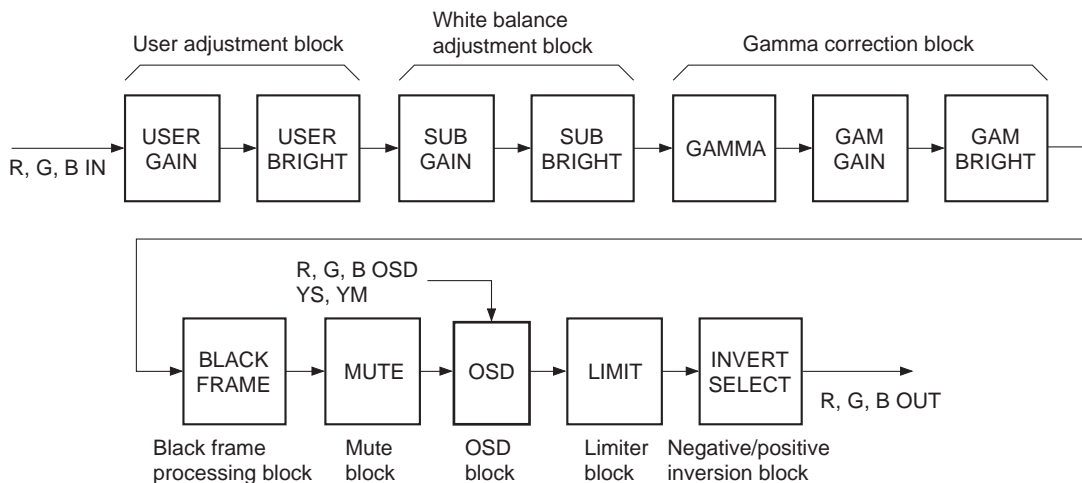 User adjustment block
White balance
adjustment block
Gamma correction block
R, G, B IN
USER
GAIN
USER
BRIGHT
SUB
GAIN
SUB
BRIGHT
GAMMA
GAM
GAIN
GAM
BRIGHT
R, G, B OSD
YS, YM
BLACK
FRAME
MUTE
OSD
LIMIT
INVERT
SELECT
R, G, B OUT
Black frame
processing block
Mute
block
OSD
block
Limiter
block
Negative/positive
inversion block